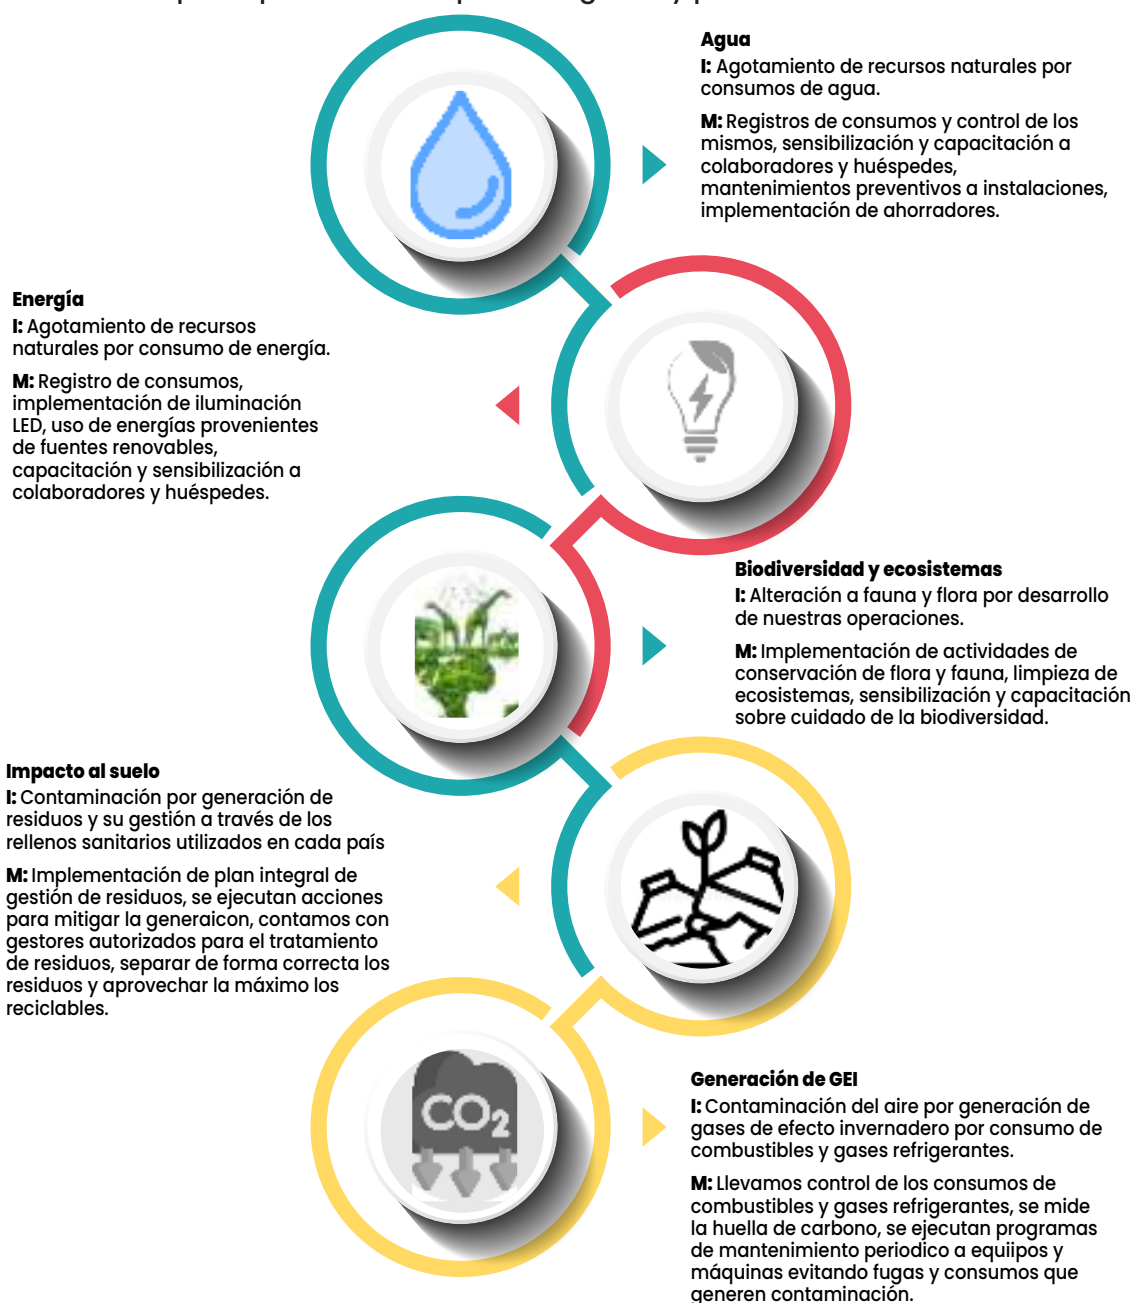 Agua
I: Agotamiento de recursos naturales por
consumos de agua.
M: Registros de consumos y control de los
mismos, sensibilización y capacitación a
colaboradores y huéspedes,
mantenimientos preventivos a instalaciones,
implementación de ahorradores.
Energía
I: Agotamiento de recursos
naturales por consumo de energía.
M: Registro de consumos,
implementación de iluminación
LED, uso de energías provenientes
de fuentes renovables,
capacitación y sensibilización a
colaboradores y huéspedes.
Biodiversidad y ecosistemas
I: Alteración a fauna y flora por desarrollo
de nuestras operaciones.
M: Implementación de actividades de
conservación de flora y fauna, limpieza de
ecosistemas, sensibilización y capacitación
sobre cuidado de la biodiversidad.
Impacto al suelo
I: Contaminación por generación de
residuos y su gestión a través de los
rellenos sanitarios utilizados en cada país
M: Implementación de plan integral de
gestión de residuos, se ejecutan acciones
para mitigar la generaicon, contamos con
gestores autorizados para el tratamiento
de residuos, separar de forma correcta los
residuos y aprovechar la máximo los
reciclables.
CO2
Generación de GEI
I: Contaminación del aire por generación de
gases de efecto invernadero por consumo de
combustibles y gases refrigerantes.
M: Llevamos control de los consumos de
combustibles y gases refrigerantes, se mide
la huella de carbono, se ejecutan programas
de mantenimiento periodico a equiipos y
máquinas evitando fugas y consumos que
generen contaminación.